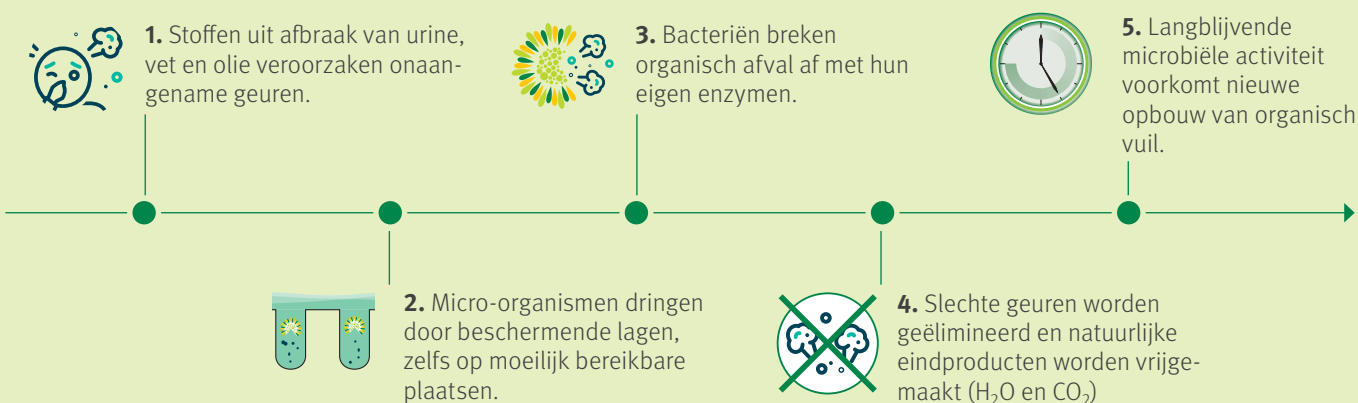 1. Stoffen uit afbraak van urine,
vet en olie veroorzaken onaan-
gename geuren.
2. Micro-organismen dringen
door beschermende lagen,
zelfs op moeilijk bereikbare
plaatsen.
3. Bacteriën breken
organisch afval af met hun
eigen enzymen.
4. Slechte geuren worden
geëlimineerd en natuurlijke
eindproducten worden vrijge-
maakt (H₂O en CO₂)
5. Langblijvende
microbiële activiteit
voorkomt nieuwe
opbouw van organisch
vuil.